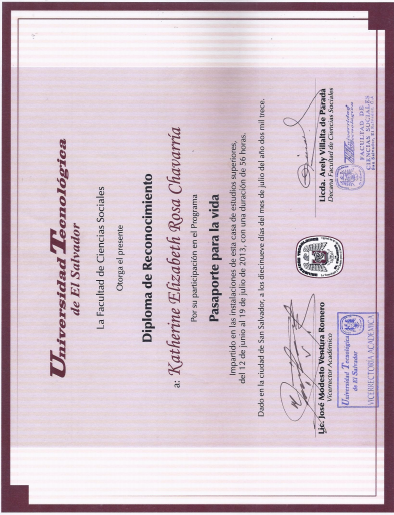 Universidad Tecnológica
de El Salvador
La Facultad de Ciencias Sociales
Otorga el presente
Diploma de Reconocimiento
a: Katherine Elizabeth Rosa Chavarría
Por su participación en el Programa
Pasaporte para la vida
Impartido en las instalaciones de esta casa de estudios superiores,
del 12 de junio al 19 de julio de 2013, con una duración de 56 horas.
Dado en la ciudad de San Salvador, a los diecinueve días del mes de julio del año dos mil trece.
Lic. José Modesto Ventura Romero
Vicerrector Académico
Universidad Tecnológica
de El Salvador
VICERRECTORIA ACADEMICA
Licda. Arely Villalta de Parada
Decana Facultad de Ciencias Sociales
FACULTAD DE
CIENCIAS SOCIALES